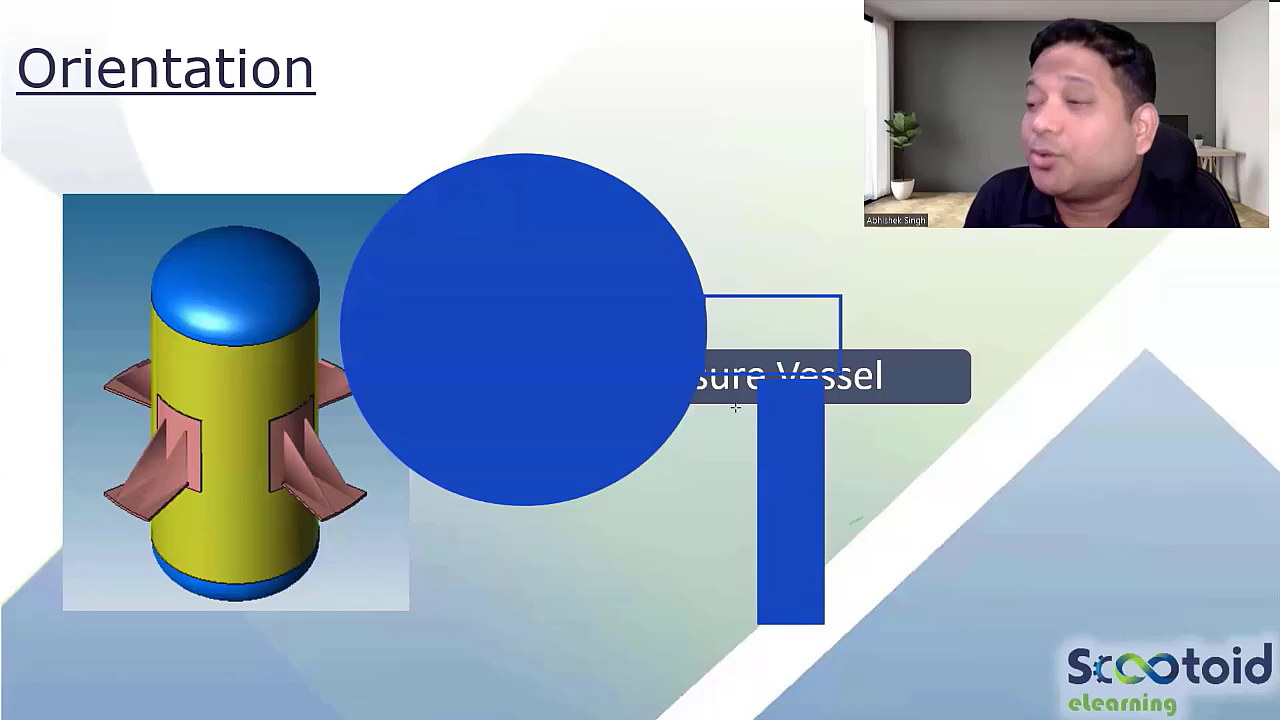 Orientation
Abhishek Singh
sure Vessel
Scootoid
eLearning